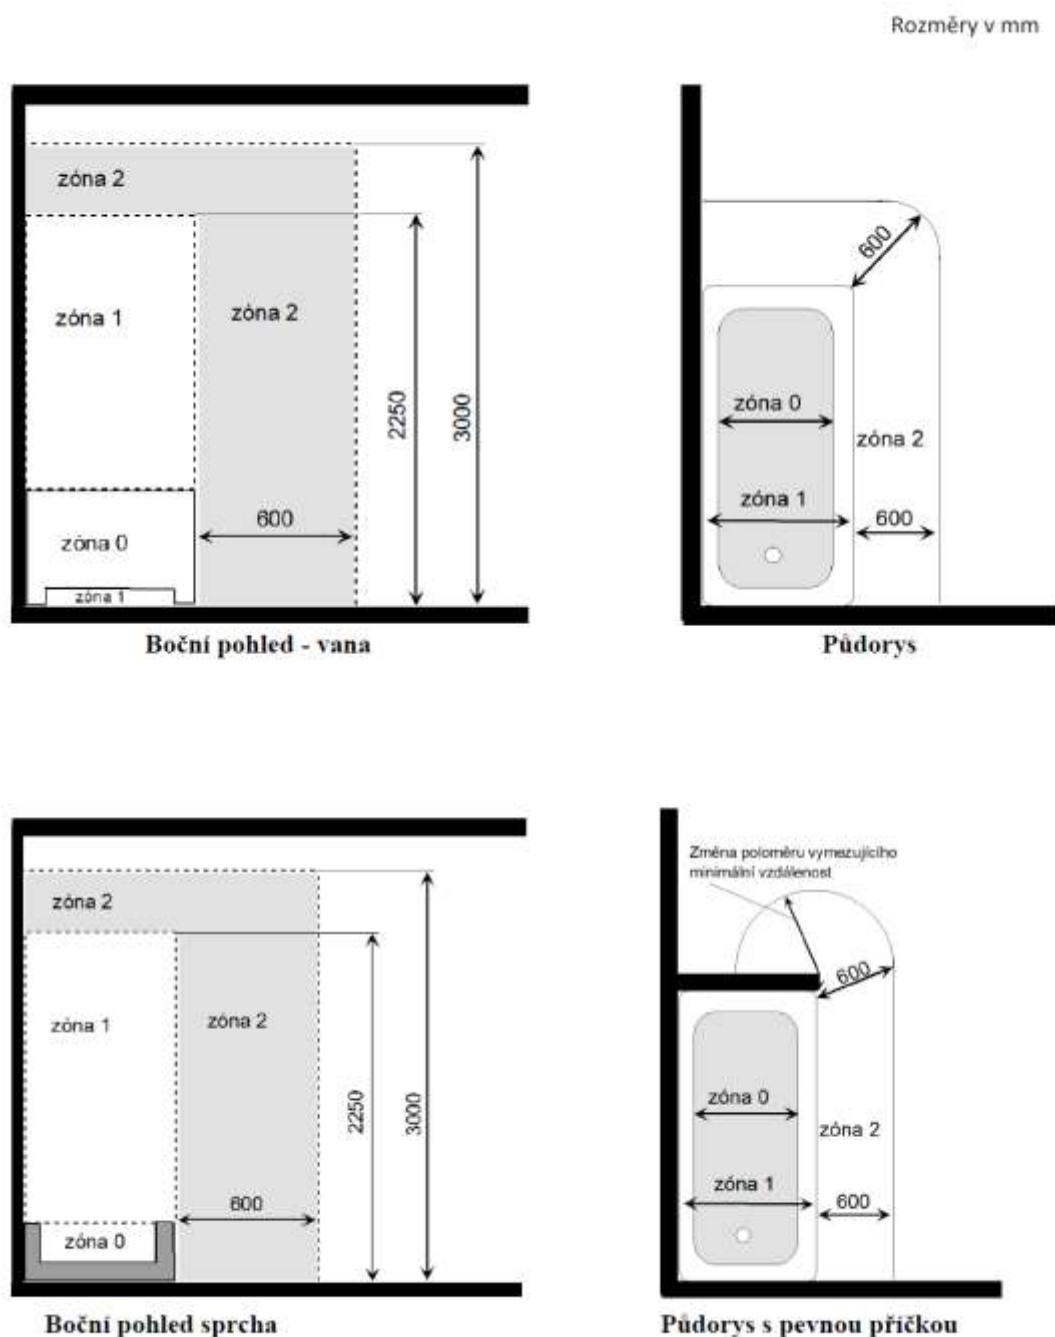 Rozměry v mm
zóna 2
zóna 1
zóna 2
2250
3000
600
zóna 0
zóna 1
Boční pohled - vana
600
zóna 0
zóna 2
zóna 1
600
Půdorys
zóna 2
zóna 1
zóna 2
2250
3000
600
zóna 0
Boční pohled sprcha
Změna poloměru vymezujícího
minimální vzdálenost
600
zóna 0
zóna 2
zóna 1
600
Půdorys s pevnou příčkou